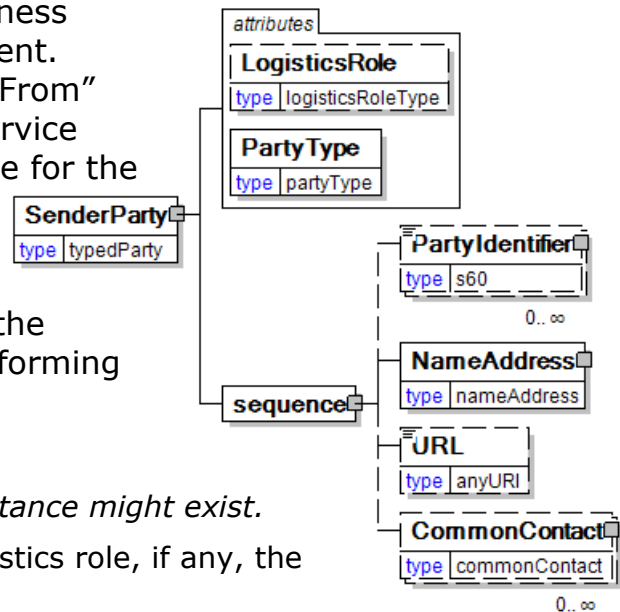 ness
ent.
From”
rvice
e for the
the
forming
tance might exist.
stics role, if any, the
attributes
LogisticsRole
type logisticsRoleType
PartyType
type partyType
SenderParty
type typedParty
sequence
PartyIdentifier
type s60
0.. ∞
NameAddress
type nameAddress
URL
type anyURI
CommonContact
type commonContact
0.. ∞